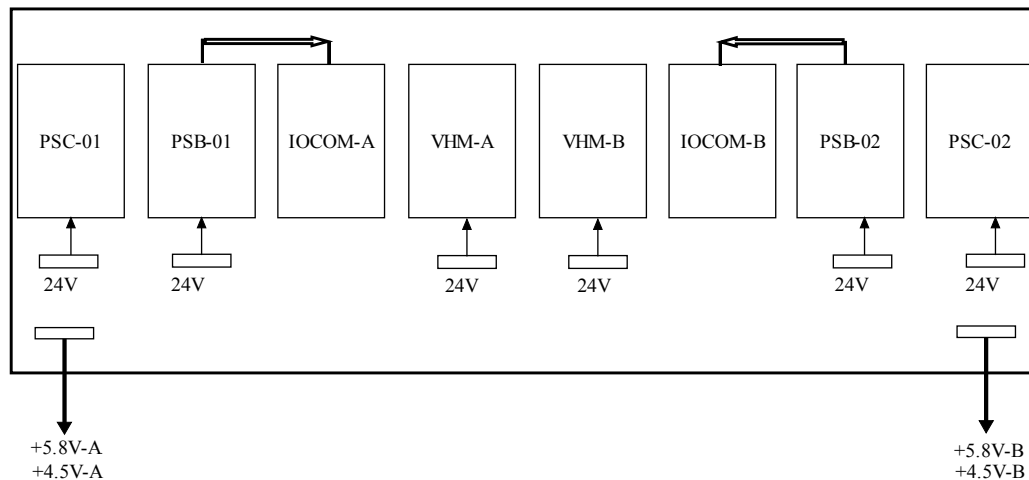 PSC-01
PSB-01
IOCOM-A
VHM-A
VHM-B
IOCOM-B
PSB-02
PSC-02
24V
24V
24V
24V
24V
24V
+5.8V-A
+4.5V-A
+5.8V-B
+4.5V-B